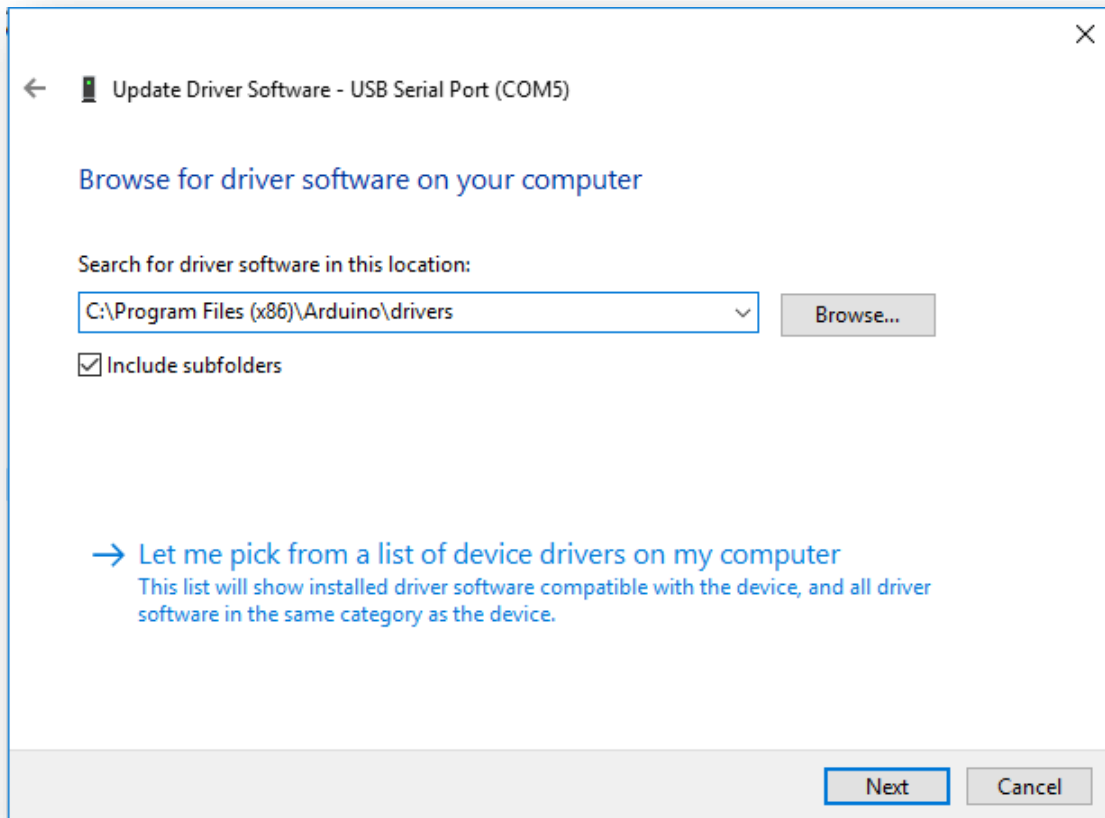 Update Driver Software - USB Serial Port (COM5)
Browse for driver software on your computer
Search for driver software in this location:
C:\Program Files (x86)\Arduino\drivers
Browse...
Include subfolders
Let me pick from a list of device drivers on my computer
This list will show installed driver software compatible with the device, and all driver
software in the same category as the device.
Next
Cancel